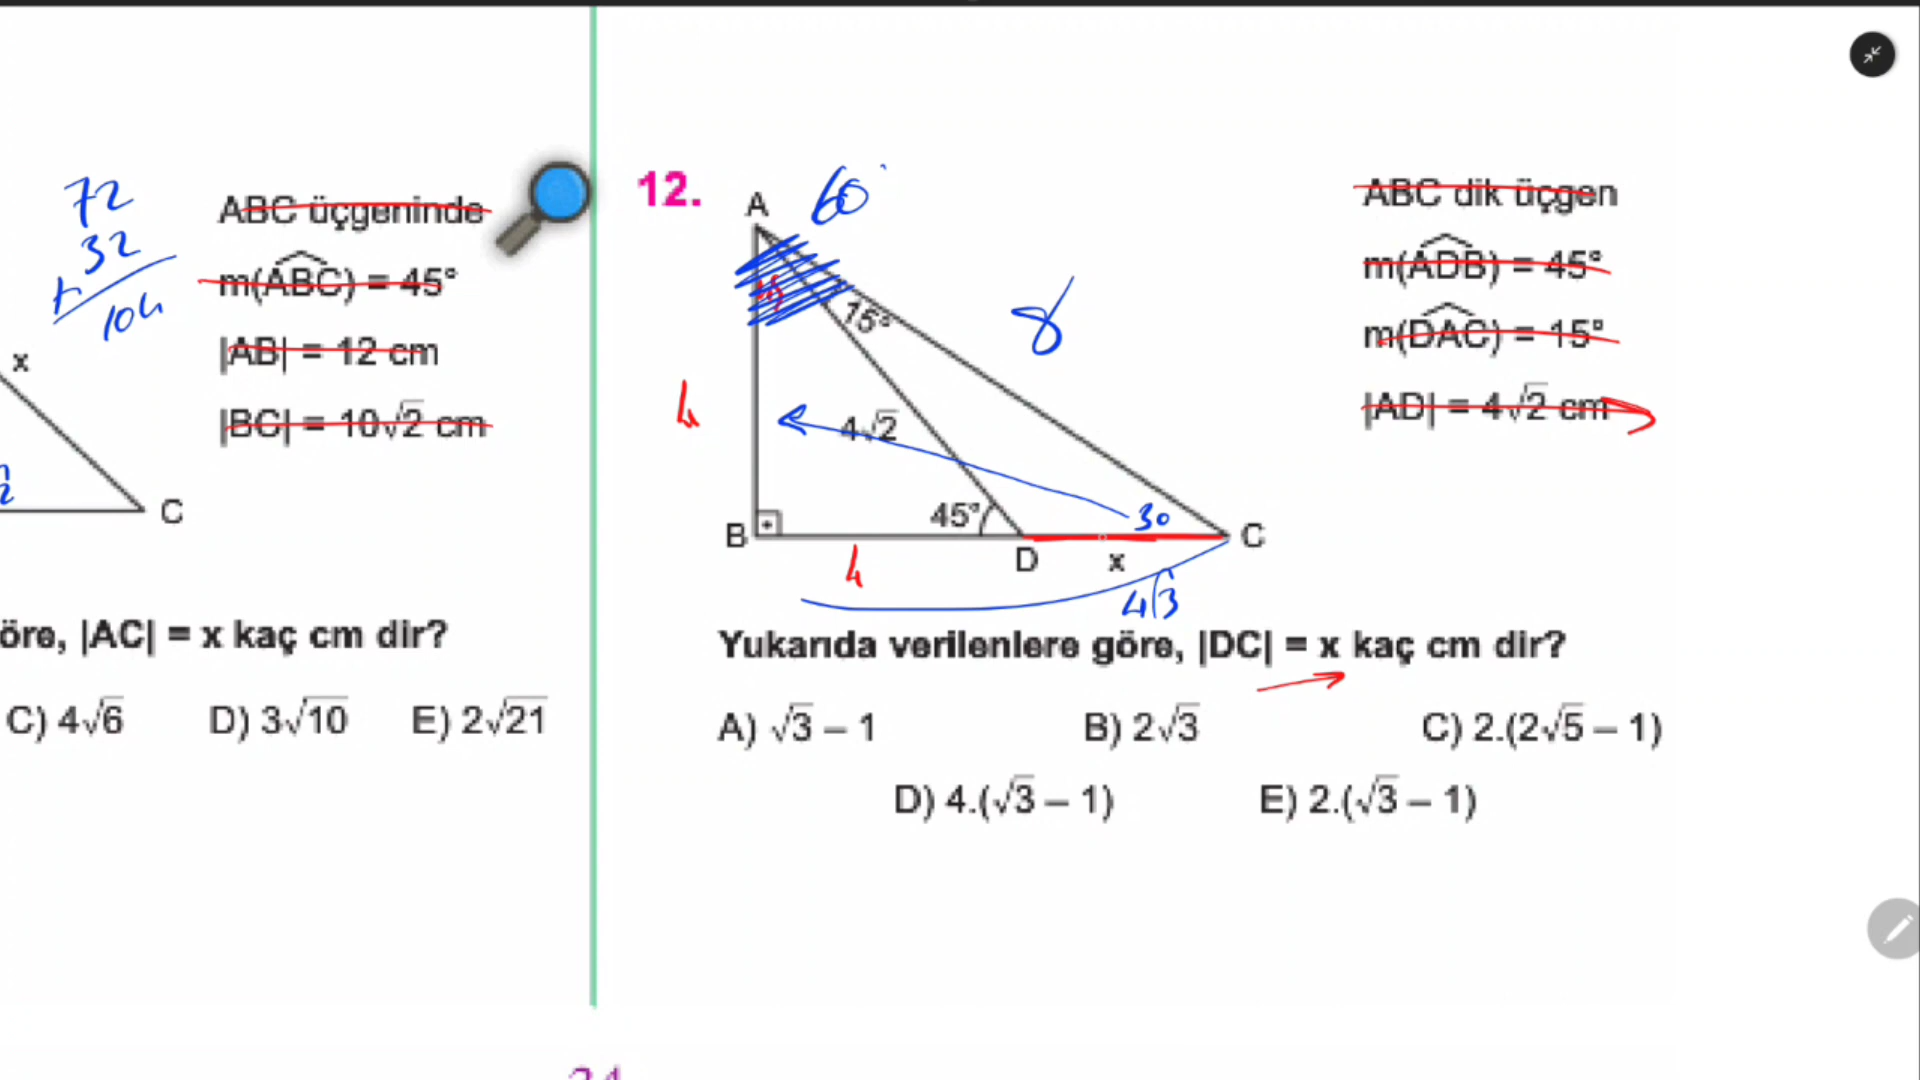 72
32
+
104
x
C
ABC üçgeninde
m(ABC) = 45°
|AB| = 12 cm
|BC| = 10√2 cm
öre, |AC| = x kaç cm dir?
C) 4√6 D) 3√10 E) 2√21
12.
A
60°
15°
8
4
4√2
45°
30
B
D
x
C
4
4√3
ABC dik üçgen
m(ADB) = 45°
m(DAC) = 15°
|AD| = 4√2 cm
Yukarıda verilenlere göre, |DC| = x kaç cm dir?
A) √3 – 1 B) 2√3 C) 2.(2√5 – 1)
D) 4.(√3 – 1) E) 2.(√3 – 1)